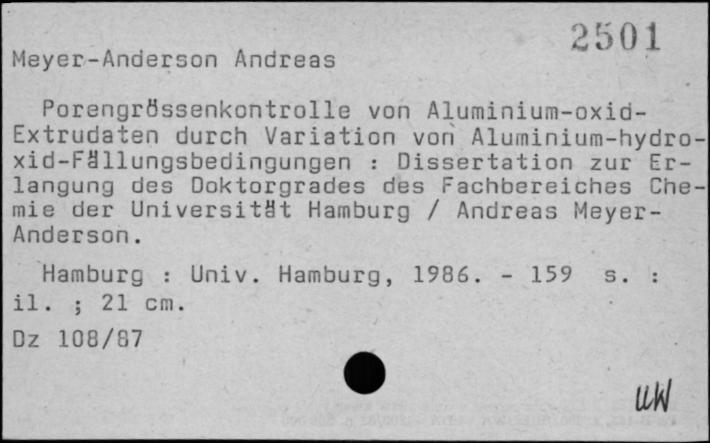 2501
Meyer-Anderson Andreas
Porengrössenkontrolle von Aluminium-oxid-
Extrudaten durch Variation von Aluminium-hydro-
xid-Fällungsbedingungen : Dissertation zur Er-
langung des Doktorgrades des Fachbereiches Che-
mie der Universität Hamburg / Andreas Meyer-
Anderson.
Hamburg : Univ. Hamburg, 1986. - 159 s. :
il. ; 21 cm.
Dz 108/87
UW